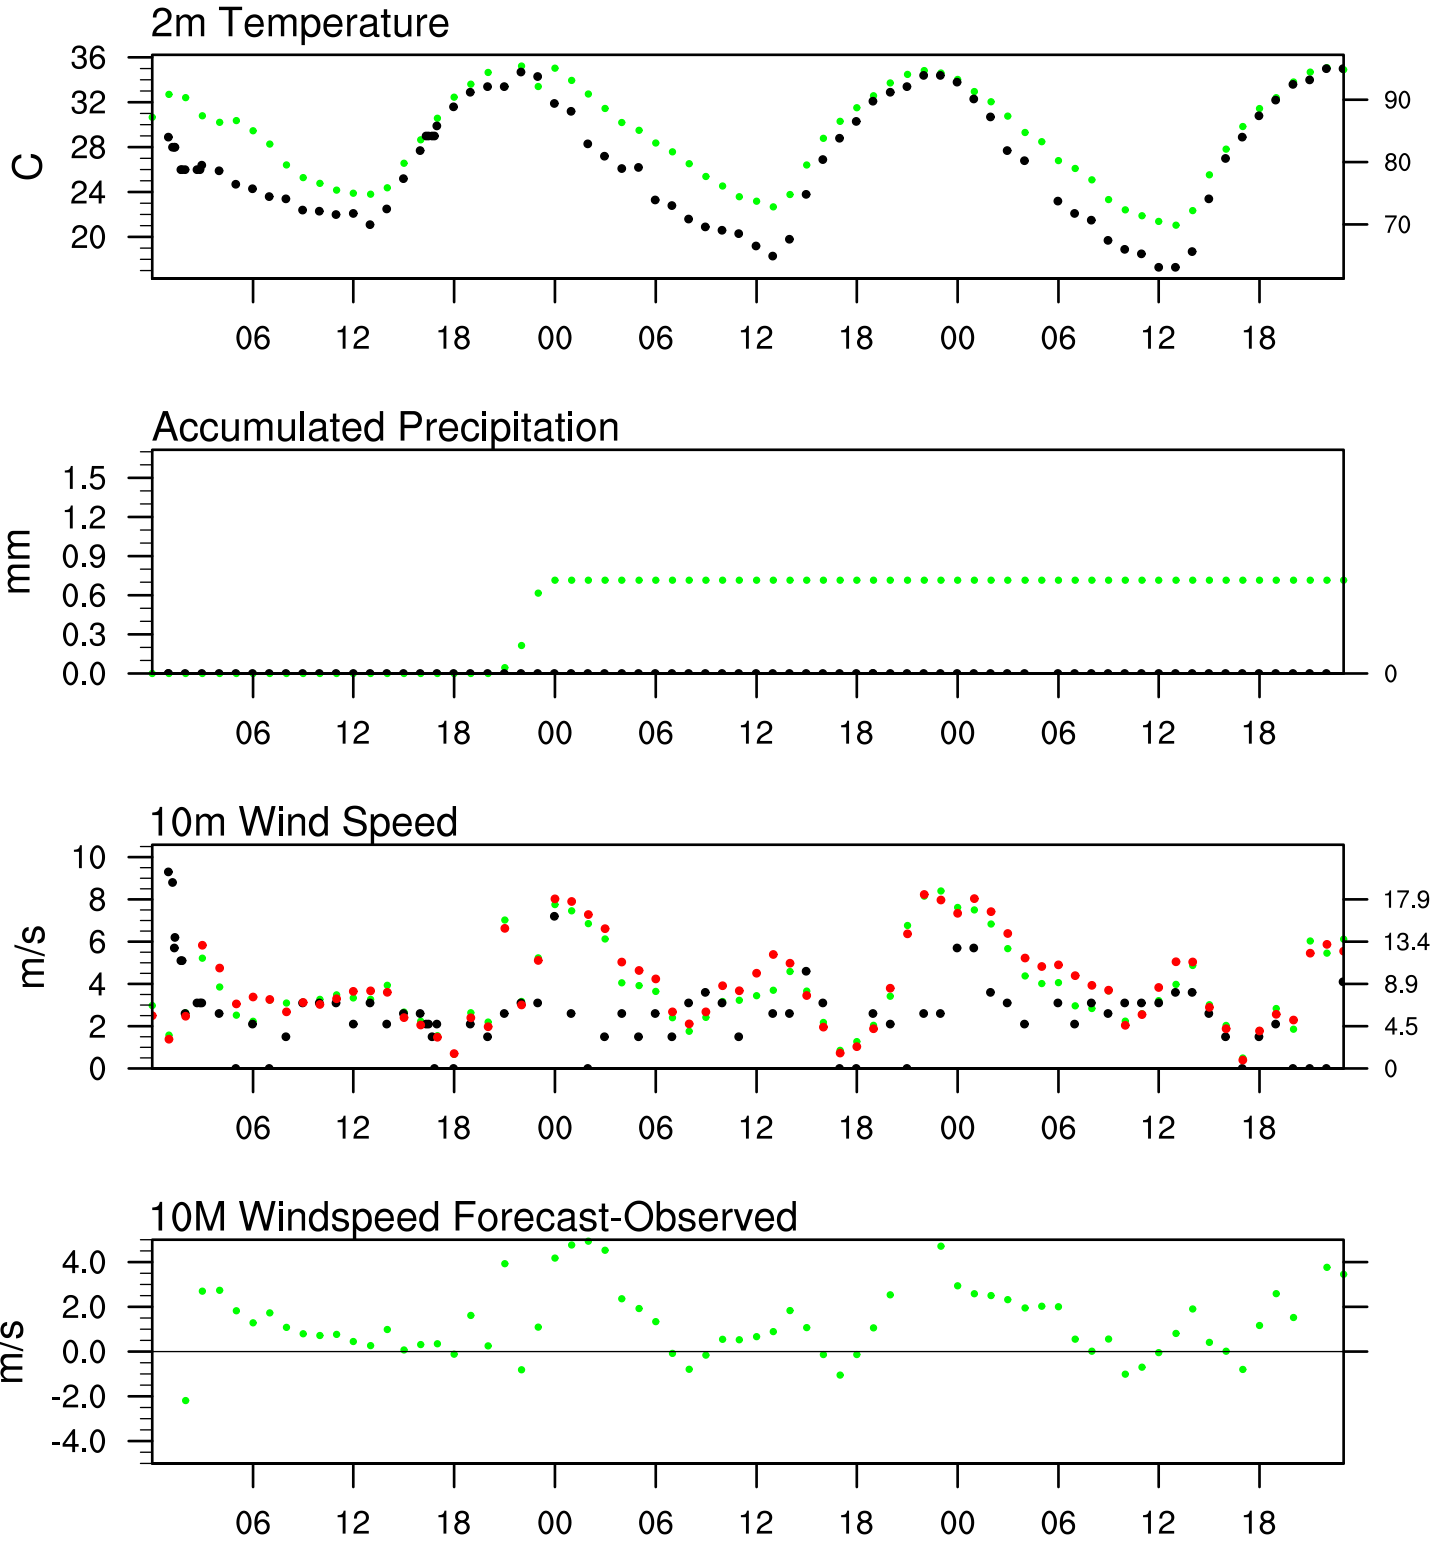 2m Temperature
36
32
28
24
20
C
90
80
70
06 12 18 00 06 12 18 00 06 12 18
Accumulated Precipitation
1.5
1.2
0.9
0.6
0.3
0.0
mm
0
06 12 18 00 06 12 18 00 06 12 18
10m Wind Speed
10
8
6
4
2
0
m/s
17.9
13.4
8.9
4.5
0
06 12 18 00 06 12 18 00 06 12 18
10M Windspeed Forecast-Observed
4.0
2.0
0.0
-2.0
-4.0
m/s
06 12 18 00 06 12 18 00 06 12 18